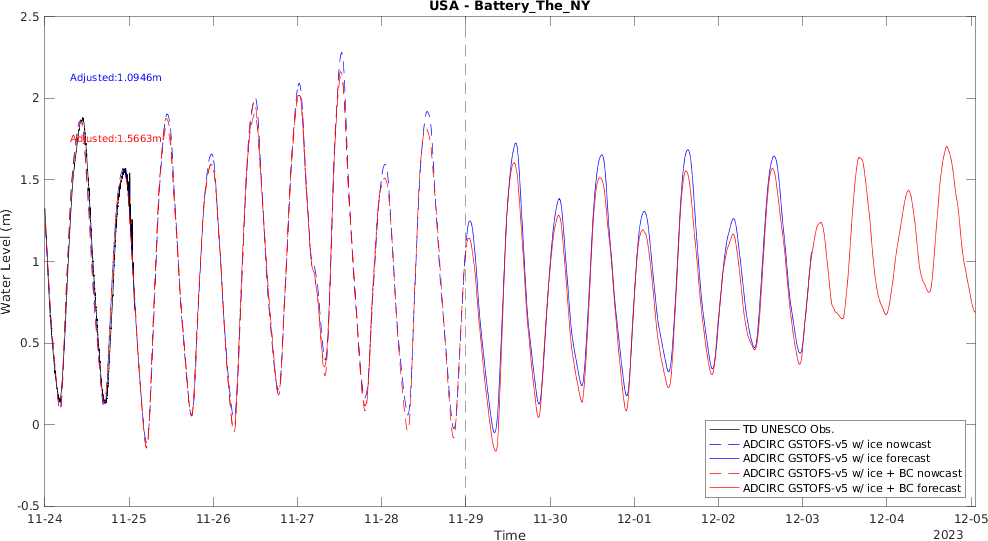 USA - Battery_The_NY
2.5
2
1.5
1
0.5
0
-0.5
Water Level (m)
Adjusted:1.0946m
Adjusted:1.5663m
TD UNESCO Obs.
ADCIRC GSTOFS-v5 w/ ice nowcast
ADCIRC GSTOFS-v5 w/ ice forecast
ADCIRC GSTOFS-v5 w/ ice + BC nowcast
ADCIRC GSTOFS-v5 w/ ice + BC forecast
11-24 11-25 11-26 11-27 11-28 11-29 11-30 12-01 12-02 12-03 12-04 12-05
Time
2023